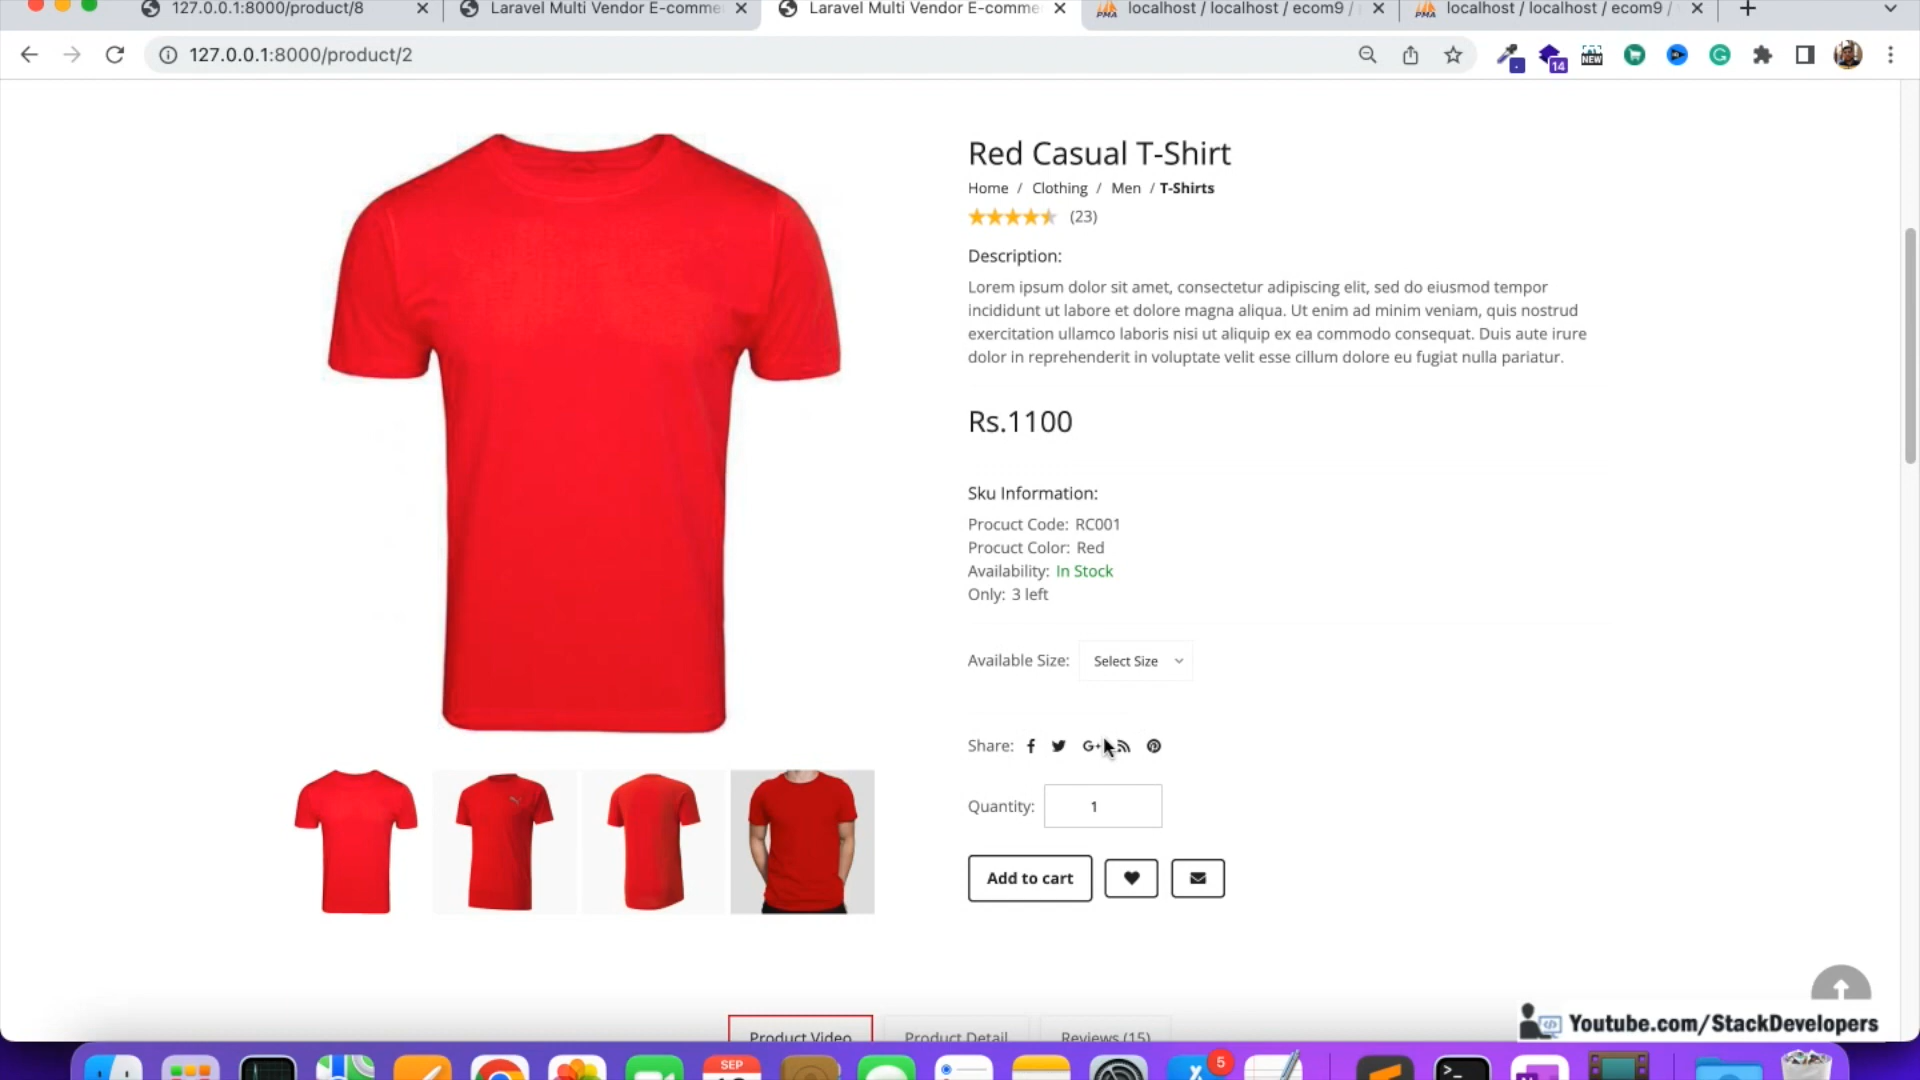 127.0.0.1:8000/product/8
Laravel Multi Vendor E-comme
Laravel Multi Vendor E-comme
localhost / localhost / ecom9 /
localhost / localhost / ecom9 /
127.0.0.1:8000/product/2
14
NEW
Red Casual T-Shirt
Home / Clothing / Men / T-Shirts
(23)
Description:
Lorem ipsum dolor sit amet, consectetur adipiscing elit, sed do eiusmod tempor
incididunt ut labore et dolore magna aliqua. Ut enim ad minim veniam, quis nostrud
exercitation ullamco laboris nisi ut aliquip ex ea commodo consequat. Duis aute irure
dolor in reprehenderit in voluptate velit esse cillum dolore eu fugiat nulla pariatur.
Rs.1100
Sku Information:
Procuct Code: RC001
Procuct Color: Red
Availability: In Stock
Only: 3 left
Available Size: Select Size
Share:
Quantity: 1
Add to cart
Product Video
Product Detail
Reviews (15)
Youtube.com/StackDevelopers
SEP
5